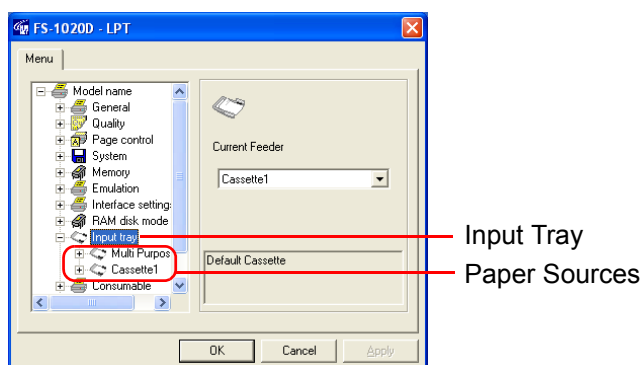 FS-1020D - LPT
Menu
Model name
General
Quality
Page control
System
Memory
Emulation
Interface setting:
RAM disk mode
Input tray
Multi Purpos
Cassette1
Consumable
Current Feeder
Cassette1
Default Cassette
OK Cancel Apply
Input Tray
Paper Sources